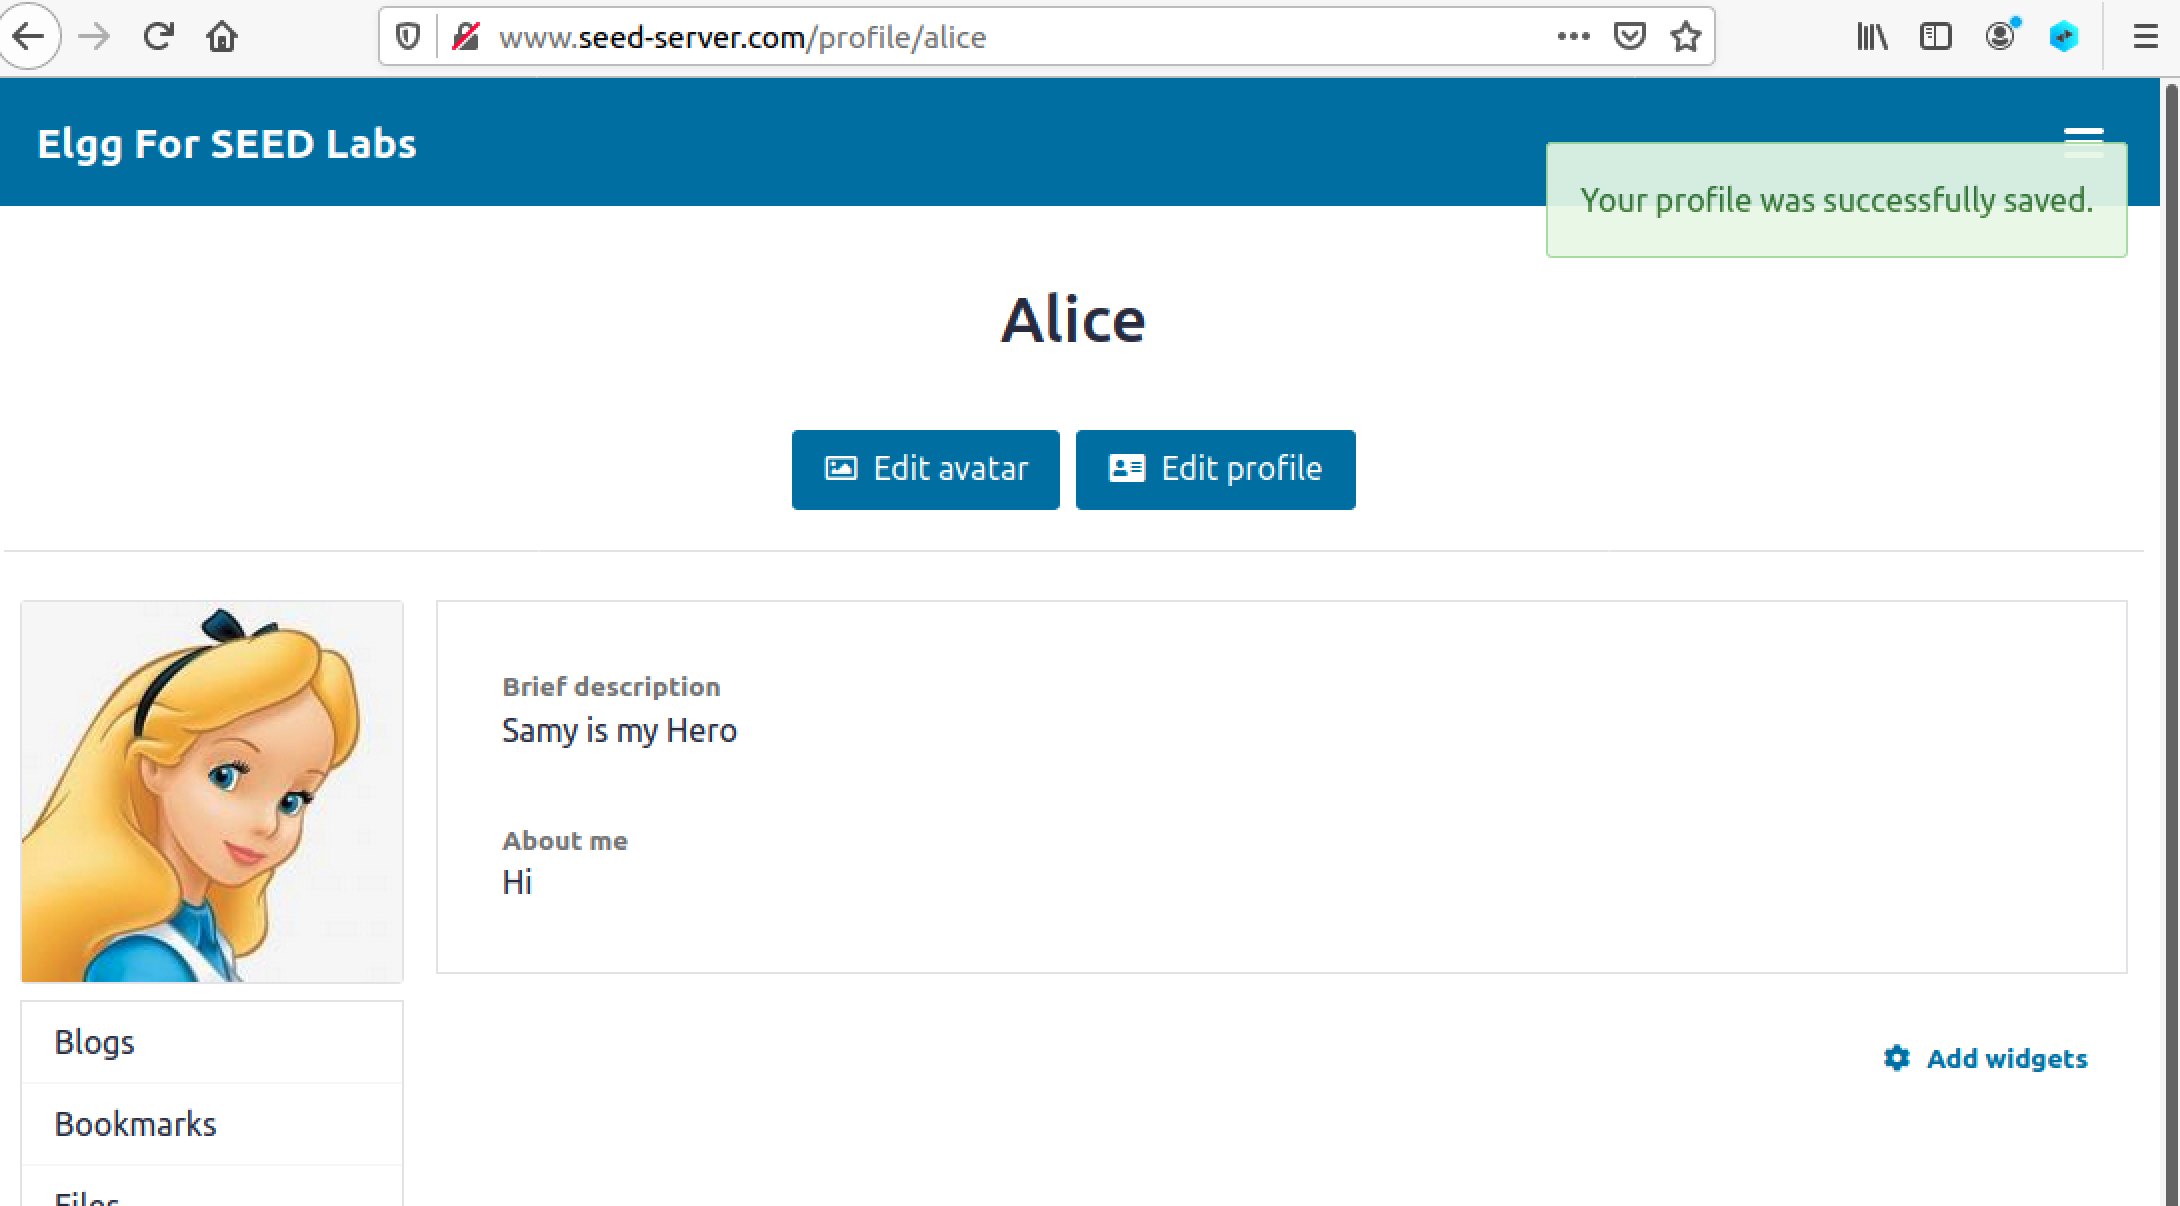 www.seed-server.com/profile/alice
Elgg For SEED Labs
Your profile was successfully saved.
Alice
Edit avatar
Edit profile
Brief description
Samy is my Hero
About me
Hi
Blogs
Add widgets
Bookmarks
Files